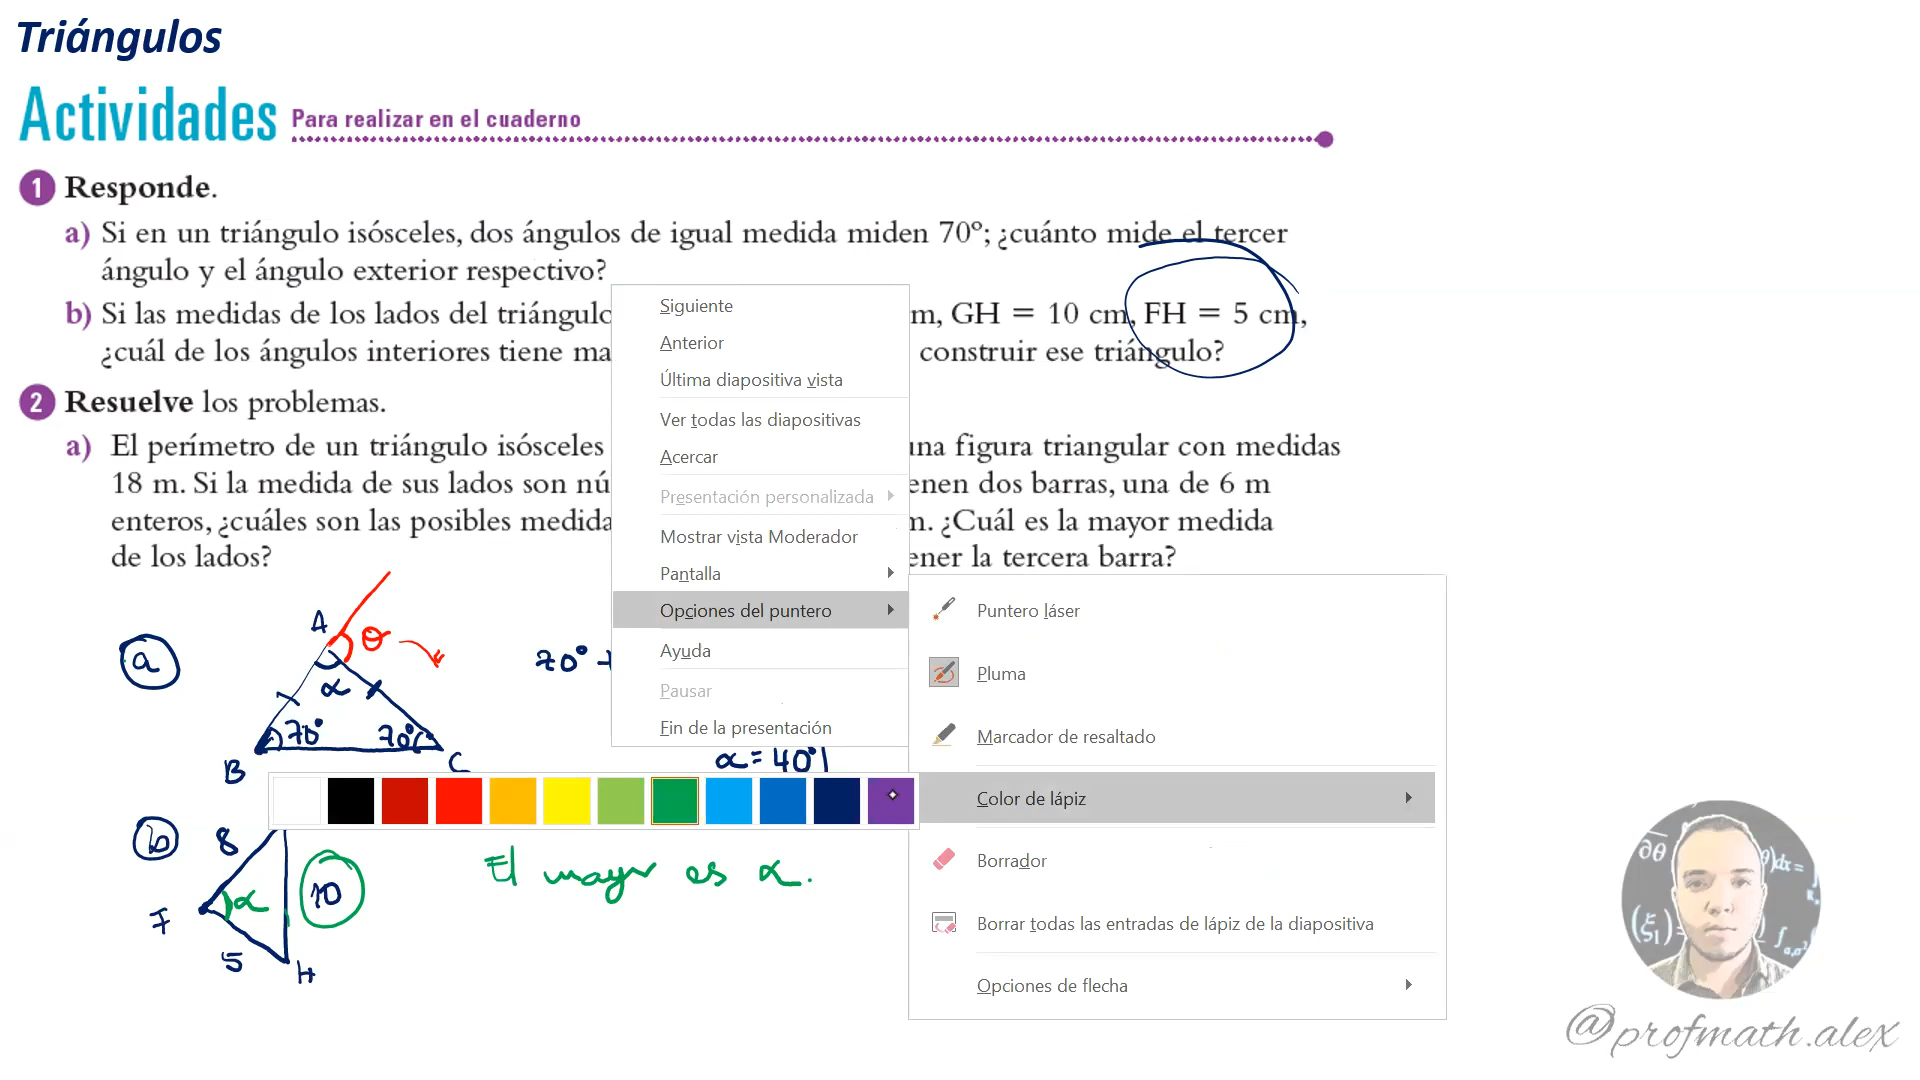 Triángulos
Actividades Para realizar en el cuaderno
1 Responde.
a) Si en un triángulo isósceles, dos ángulos de igual medida miden 70º; ¿cuánto mide el tercer
ángulo y el ángulo exterior respectivo?
b) Si las medidas de los lados del triángulo m, GH = 10 cm, FH = 5 cm,
¿cuál de los ángulos interiores tiene ma construir ese triángulo?
2 Resuelve los problemas.
a) El perímetro de un triángulo isósceles na figura triangular con medidas
18 m. Si la medida de sus lados son nú enen dos barras, una de 6 m
enteros, ¿cuáles son las posibles medida m. ¿Cuál es la mayor medida
de los lados? ener la tercera barra?
Siguiente
Anterior
Última diapositiva vista
Ver todas las diapositivas
Acercar
Presentación personalizada
Mostrar vista Moderador
Pantalla
Opciones del puntero
Ayuda
Pausar
Fin de la presentación
Puntero láser
Pluma
Marcador de resaltado
Color de lápiz
Borrador
Borrar todas las entradas de lápiz de la diapositiva
Opciones de flecha
a
A
θ
α
70°
70°
B
C
70° +
α = 40°
b
8
α
10
F
5
H
El mayor es α.
@profmath.alex